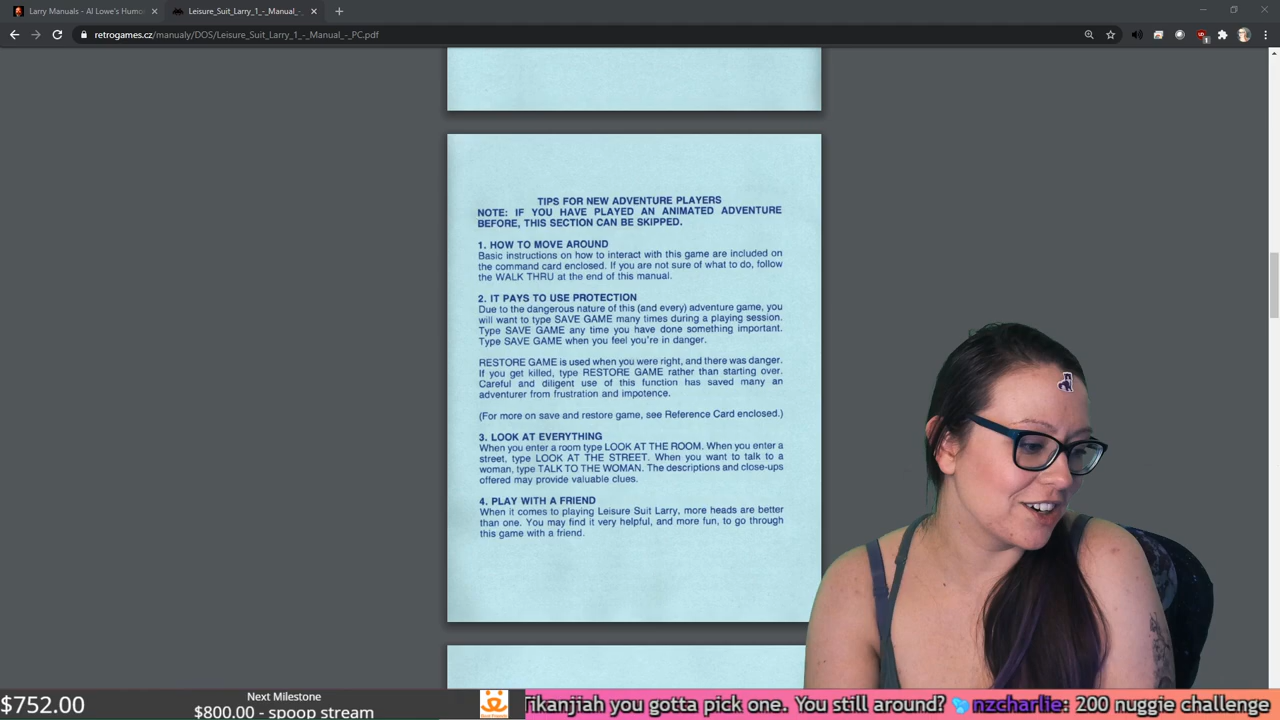 Larry Manuals - Al Lowe's Humo
Leisure_Suit_Larry_1_-_Manual_-_
retrogames.cz/manualy/DOS/Leisure_Suit_Larry_1_-_Manual_-_PC.pdf
TIPS FOR NEW ADVENTURE PLAYERS
NOTE: IF YOU HAVE PLAYED AN ANIMATED ADVENTURE
BEFORE, THIS SECTION CAN BE SKIPPED.
1. HOW TO MOVE AROUND
Basic instructions on how to interact with this game are included on
the command card enclosed. If you are not sure of what to do, follow
the WALK THRU at the end of this manual.
2. IT PAYS TO USE PROTECTION
Due to the dangerous nature of this (and every) adventure game, you
will want to type SAVE GAME many times during a playing session.
Type SAVE GAME any time you have done something important.
Type SAVE GAME when you feel you're in danger.
RESTORE GAME is used when you were right, and there was danger.
If you get killed, type RESTORE GAME rather than starting over.
Careful and diligent use of this function has saved many an
adventurer from frustration and impotence.
(For more on save and restore game, see Reference Card enclosed.)
3. LOOK AT EVERYTHING
When you enter a room type LOOK AT THE ROOM. When you enter a
street, type LOOK AT THE STREET. When you want to talk to a
woman, type TALK TO THE WOMAN. The descriptions and close-ups
offered may provide valuable clues.
4. PLAY WITH A FRIEND
When it comes to playing Leisure Suit Larry, more heads are better
than one. You may find it very helpful, and more fun, to go through
this game with a friend.
$752.00
Next Milestone
$800.00 - spoop stream
Tikanjiah you gotta pick one. You still around? nzcharlie: 200 nuggie challenge